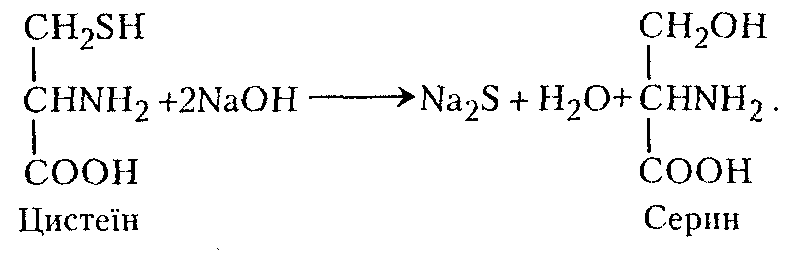 CH₂SH CH₂OH
CHNH₂ +2NaOH ⟶ Na₂S + H₂O+ CHNH₂ .
COOH COOH
Цистеїн Серин